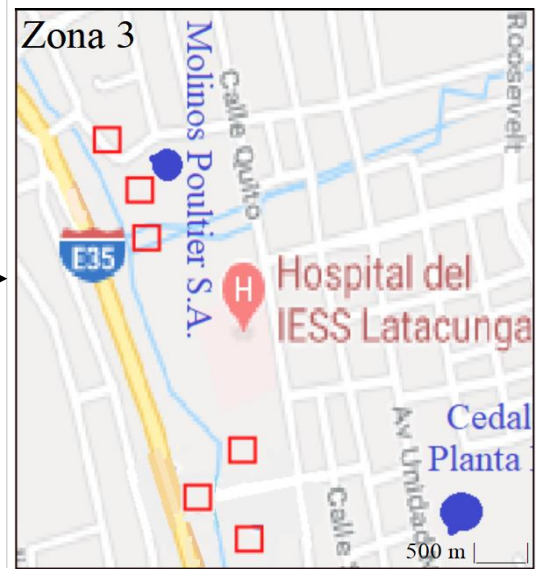 Zona 3
Roosevelt
Molinos Poultier S.A.
Calle Quito
E35
H
Hospital del
IESS Latacunga
Cedal
Planta
Av Unidad
Calle
500 m